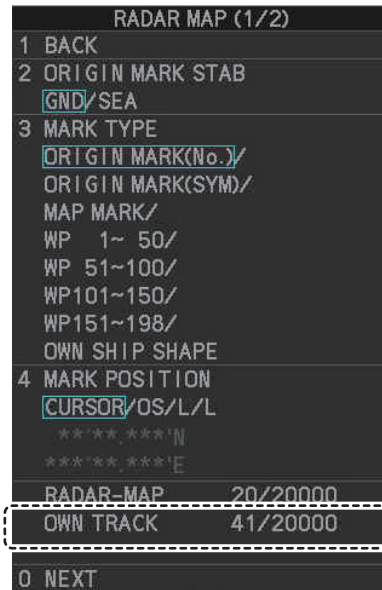 RADAR MAP (1/2)
1 BACK
2 ORIGIN MARK STAB
GND/SEA
3 MARK TYPE
ORIGIN MARK(No.)/
ORIGIN MARK(SYM)/
MAP MARK/
WP 1~ 50/
WP 51~100/
WP101~150/
WP151~198/
OWN SHIP SHAPE
4 MARK POSITION
CURSOR/OS/L/L
**°**.***'N
***°**.***'E
RADAR-MAP 20/20000
OWN TRACK 41/20000
0 NEXT